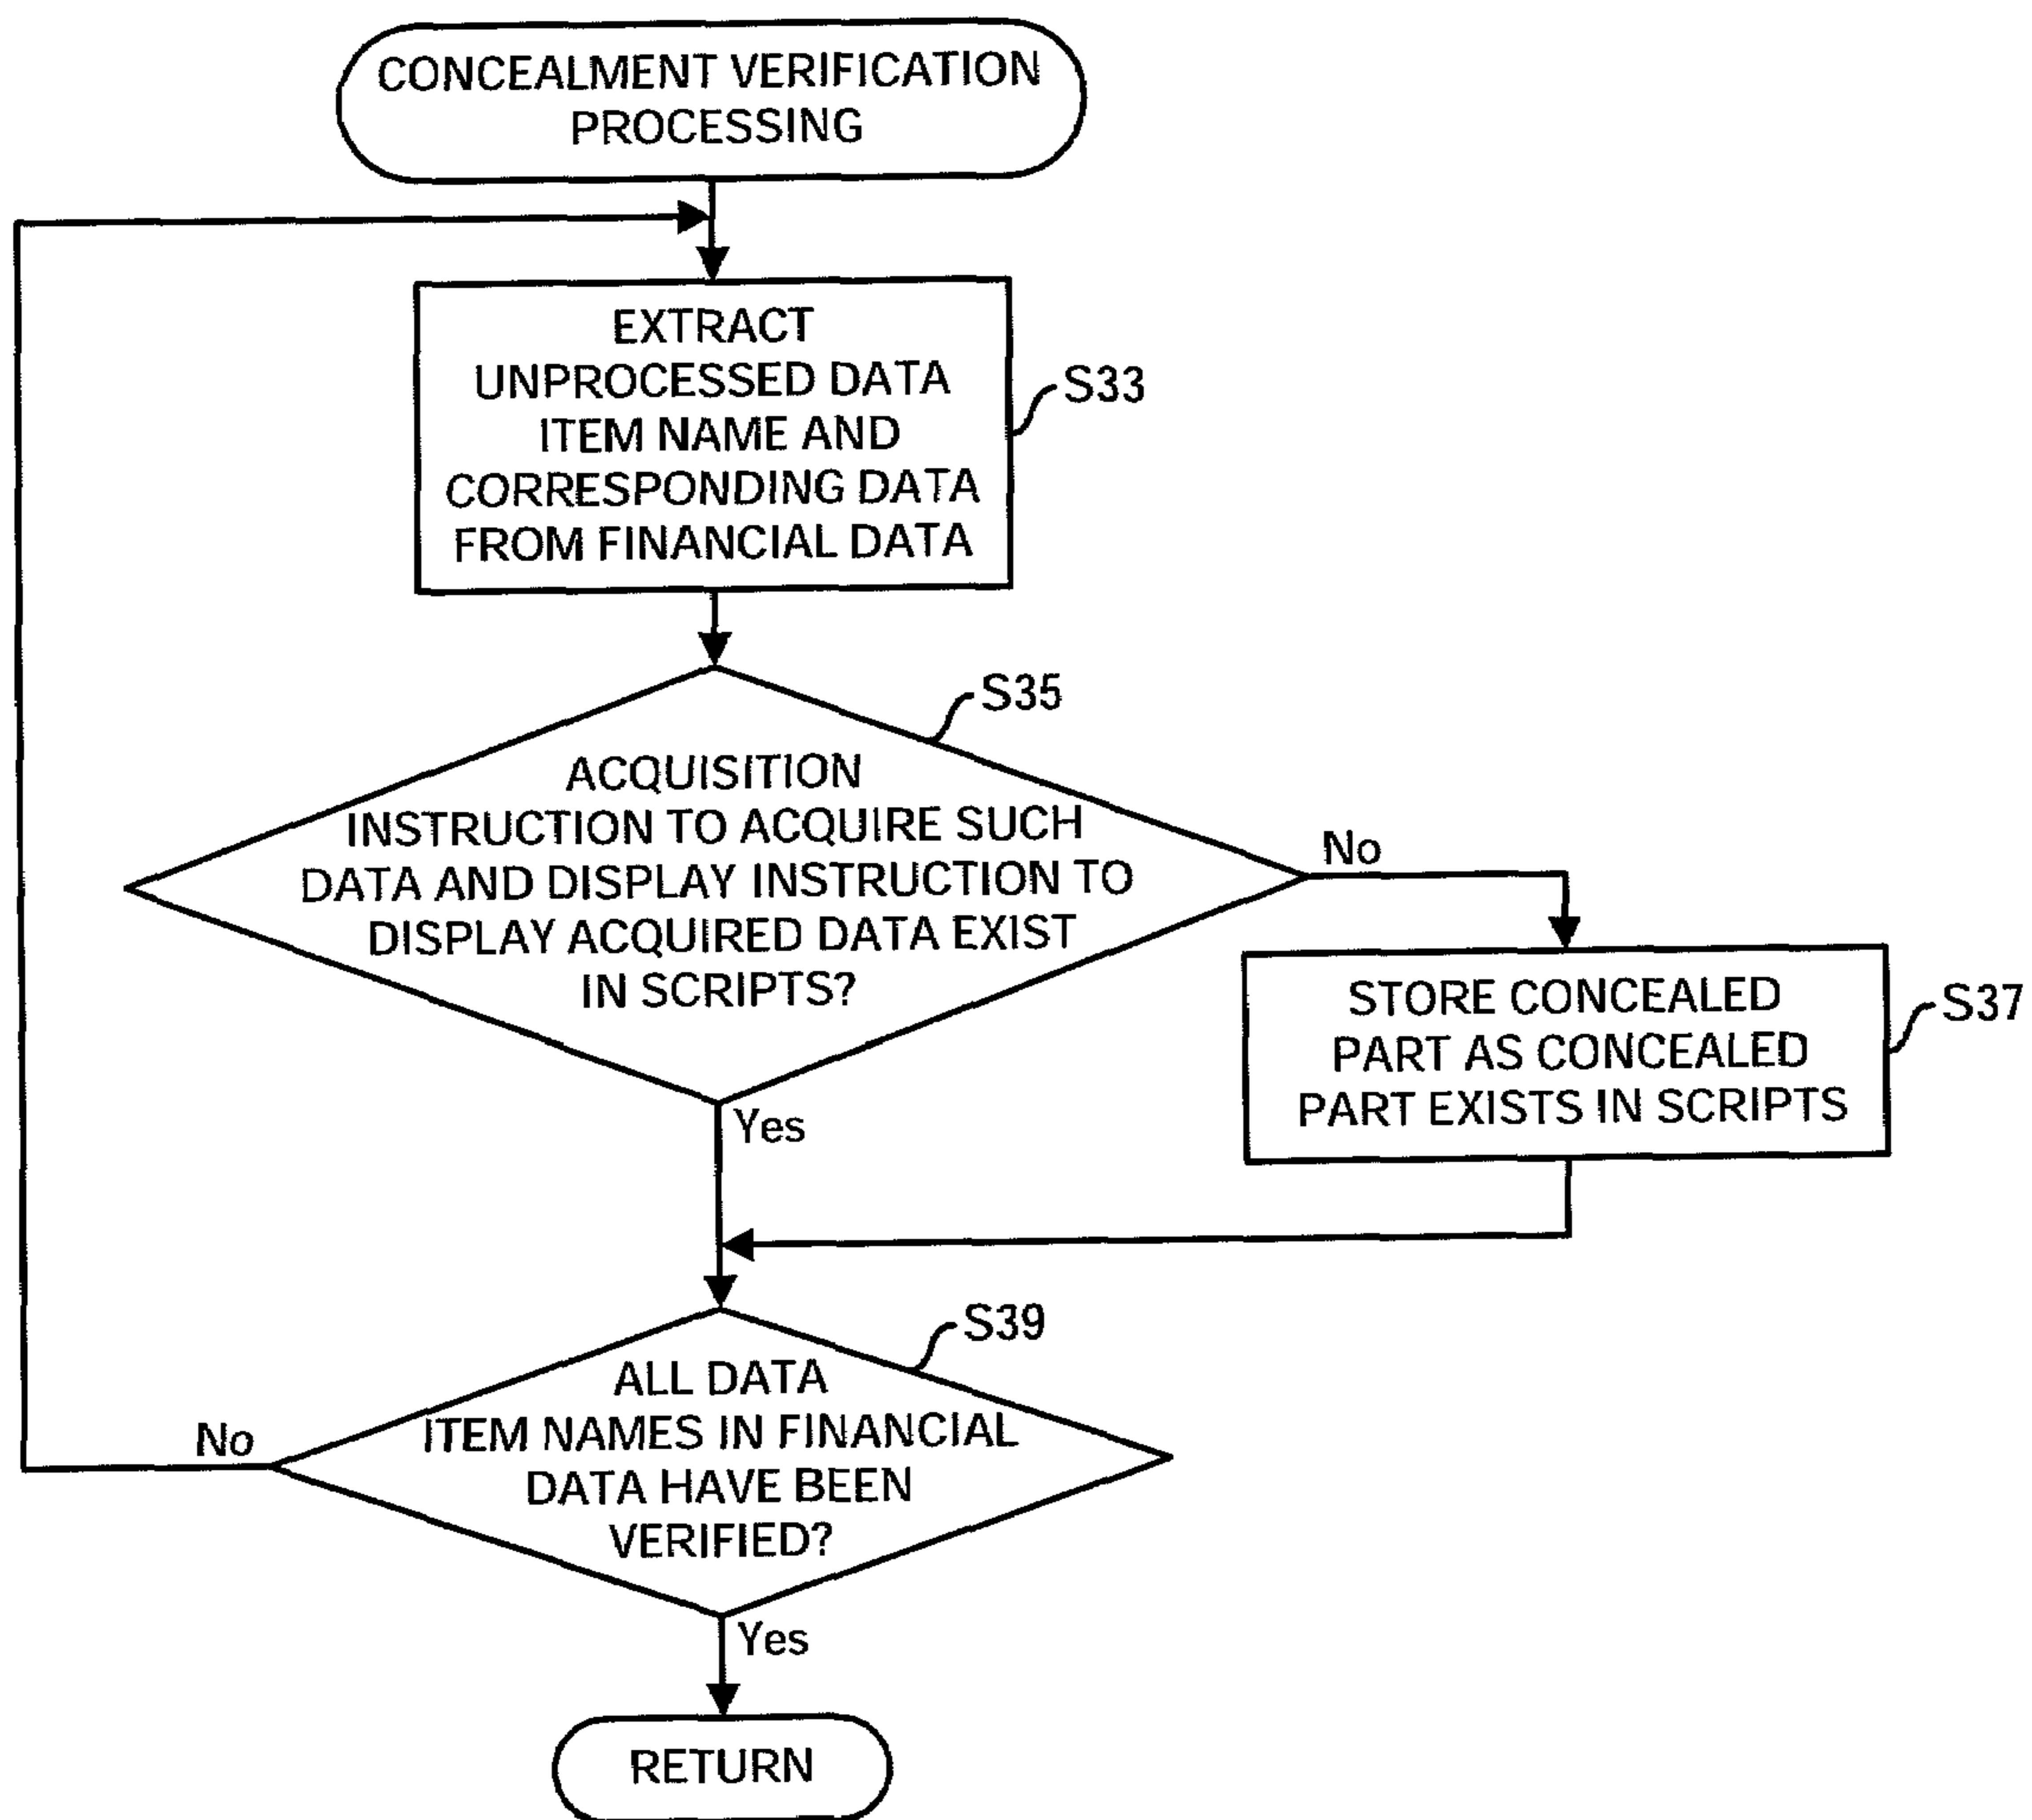 CONCEALMENT VERIFICATION
PROCESSING
EXTRACT
UNPROCESSED DATA
ITEM NAME AND
CORRESPONDING DATA
FROM FINANCIAL DATA
S33
S35
ACQUISITION
INSTRUCTION TO ACQUIRE SUCH
DATA AND DISPLAY INSTRUCTION TO
DISPLAY ACQUIRED DATA EXIST
IN SCRIPTS?
No
STORE CONCEALED
PART AS CONCEALED
PART EXISTS IN SCRIPTS
S37
Yes
S39
ALL DATA
ITEM NAMES IN FINANCIAL
DATA HAVE BEEN
VERIFIED?
No
Yes
RETURN